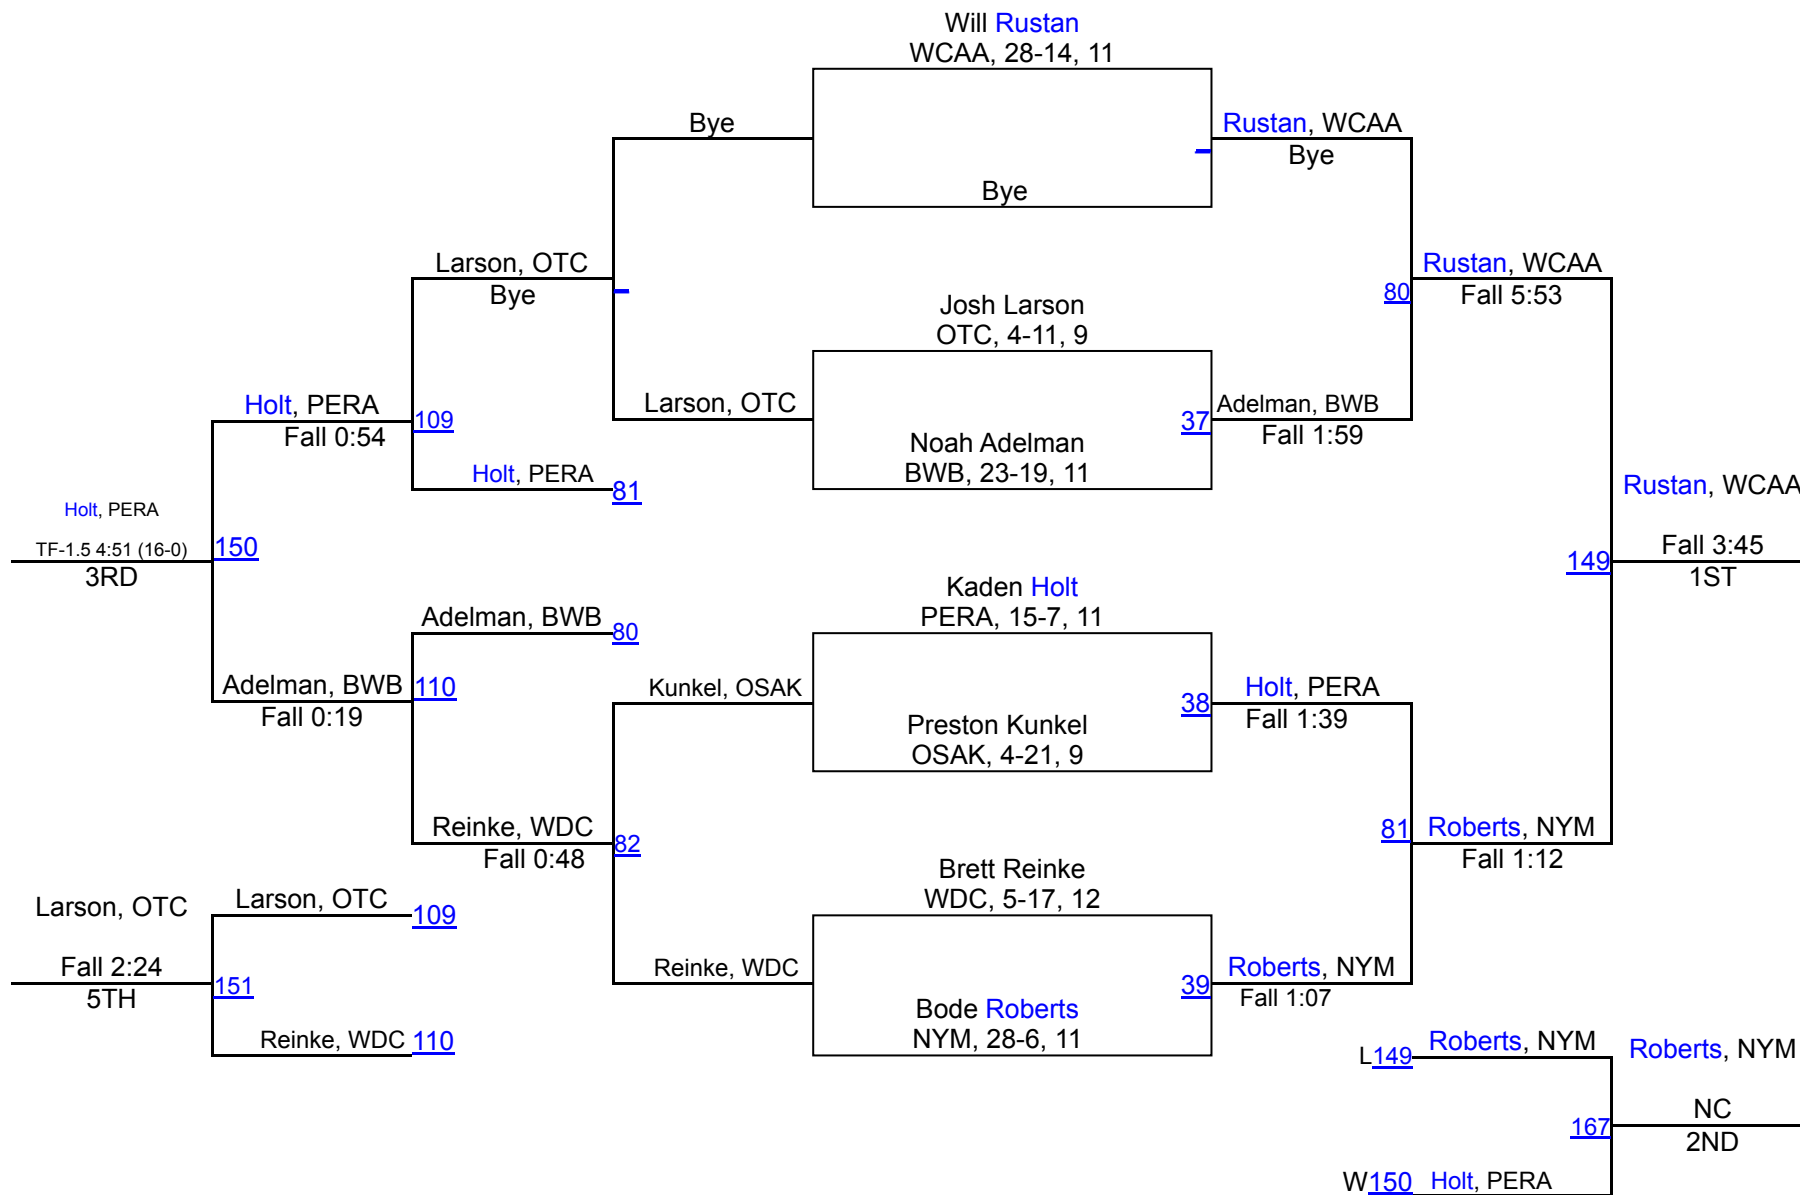 Will Rustan
WCAA, 28-14, 11
Bye
Rustan, WCAA
Bye
Bye
Larson, OTC
Bye
Rustan, WCAA
80
Fall 5:53
Josh Larson
OTC, 4-11, 9
Holt, PERA
109
Fall 0:54
Larson, OTC
37
Adelman, BWB
Fall 1:59
Noah Adelman
BWB, 23-19, 11
Holt, PERA
81
Rustan, WCAA
Holt, PERA
TF-1.5 4:51 (16-0)
150
3RD
149
Fall 3:45
1ST
Kaden Holt
PERA, 15-7, 11
Adelman, BWB
80
Adelman, BWB
110
Fall 0:19
Kunkel, OSAK
38
Holt, PERA
Fall 1:39
Preston Kunkel
OSAK, 4-21, 9
Reinke, WDC
82
Fall 0:48
81
Roberts, NYM
Fall 1:12
Brett Reinke
WDC, 5-17, 12
Larson, OTC
Larson, OTC
109
Fall 2:24
151
5TH
Reinke, WDC
39
Roberts, NYM
Fall 1:07
Bode Roberts
NYM, 28-6, 11
Reinke, WDC
110
L149
Roberts, NYM
Roberts, NYM
167
NC
2ND
W150
Holt, PERA